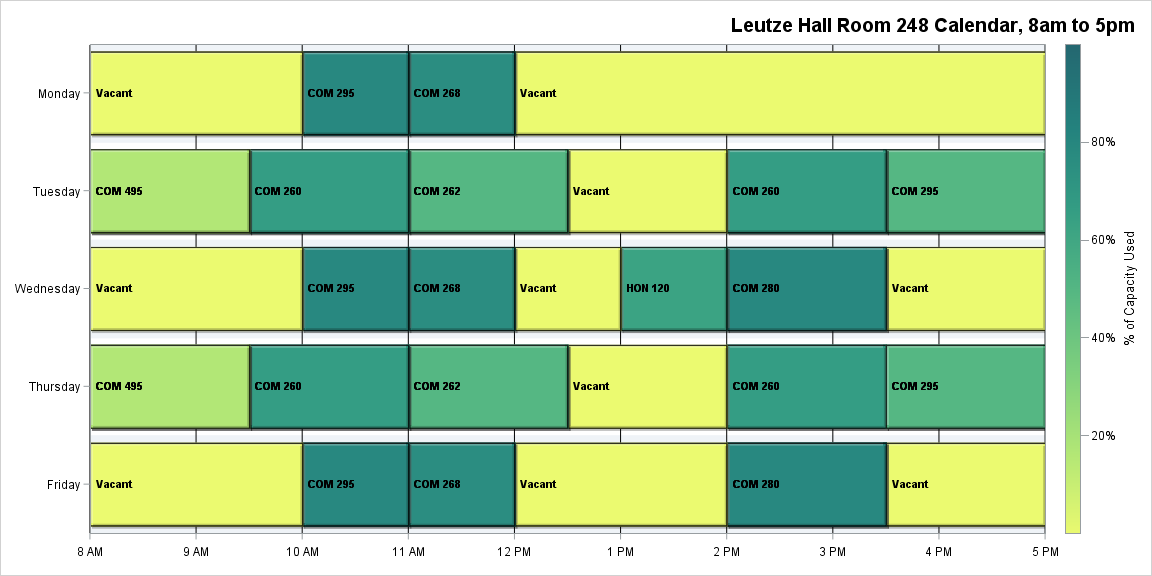 Leutze Hall Room 248 Calendar, 8am to 5pm
Monday
Vacant
COM 295
COM 268
Vacant
Tuesday
COM 495
COM 260
COM 262
Vacant
COM 260
COM 295
Wednesday
Vacant
COM 295
COM 268
Vacant
HON 120
COM 280
Vacant
Thursday
COM 495
COM 260
COM 262
Vacant
COM 260
COM 295
Friday
Vacant
COM 295
COM 268
Vacant
COM 280
Vacant
8 AM
9 AM
10 AM
11 AM
12 PM
1 PM
2 PM
3 PM
4 PM
5 PM
80%
60%
40%
20%
% of Capacity Used